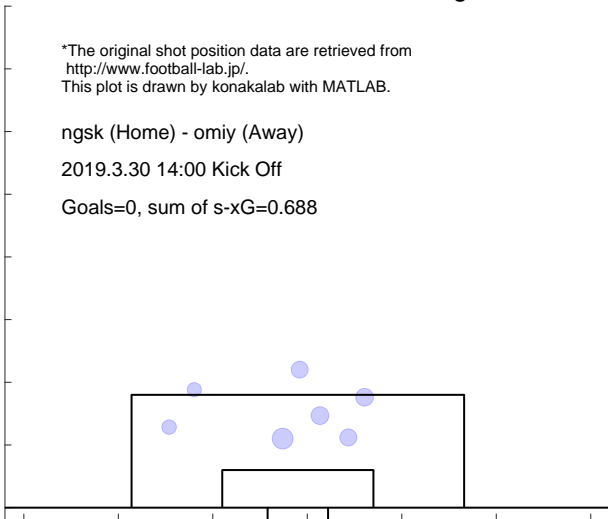 *The original shot position data are retrieved from
http://www.football-lab.jp/.
This plot is drawn by konakalab with MATLAB.
ngsk (Home) - omiy (Away)
2019.3.30 14:00 Kick Off
Goals=0, sum of s-xG=0.688